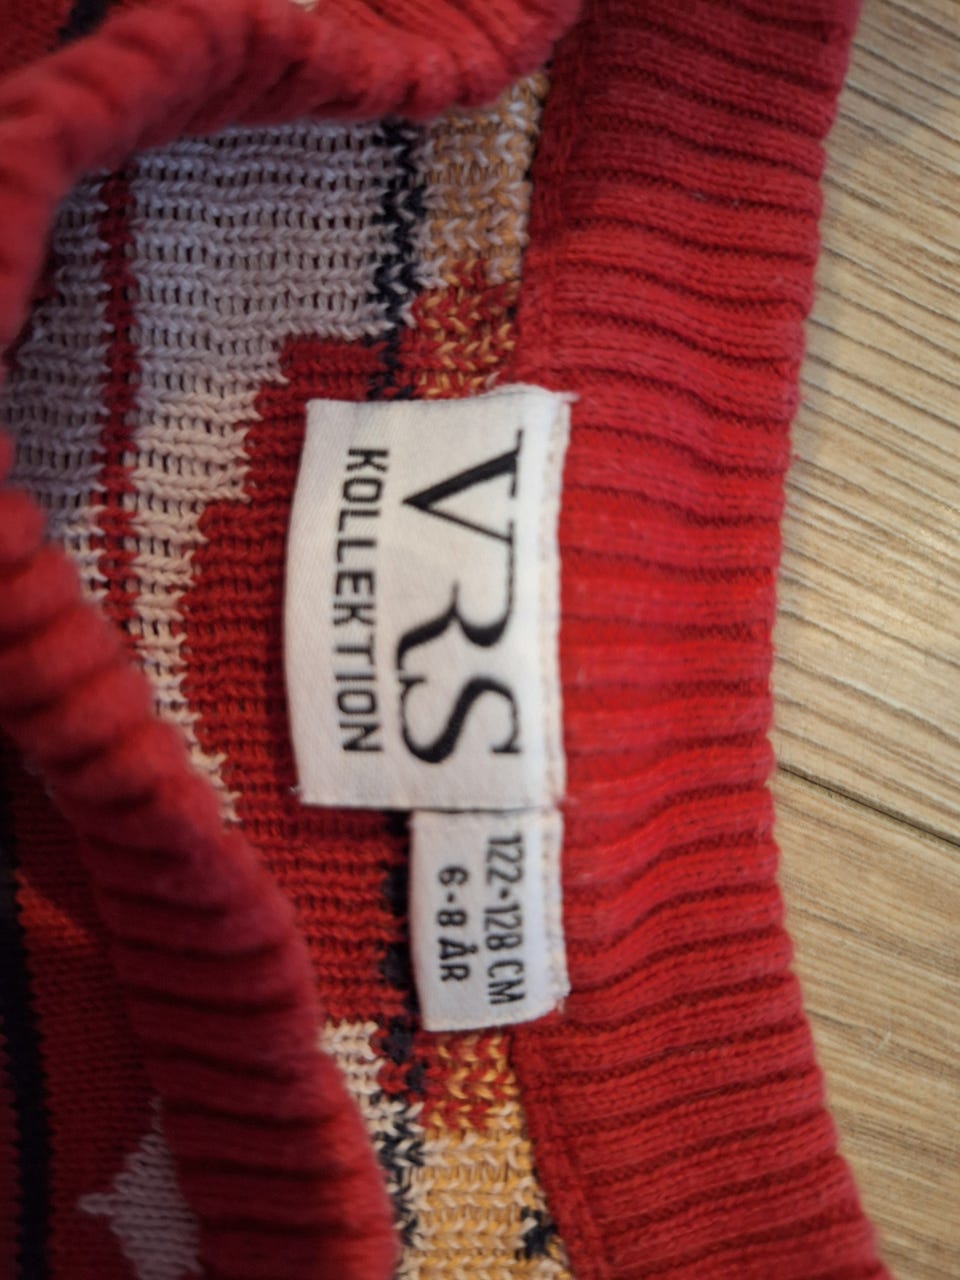 VRS
KOLLEKTION
122-128 CM
6-8 ÅR